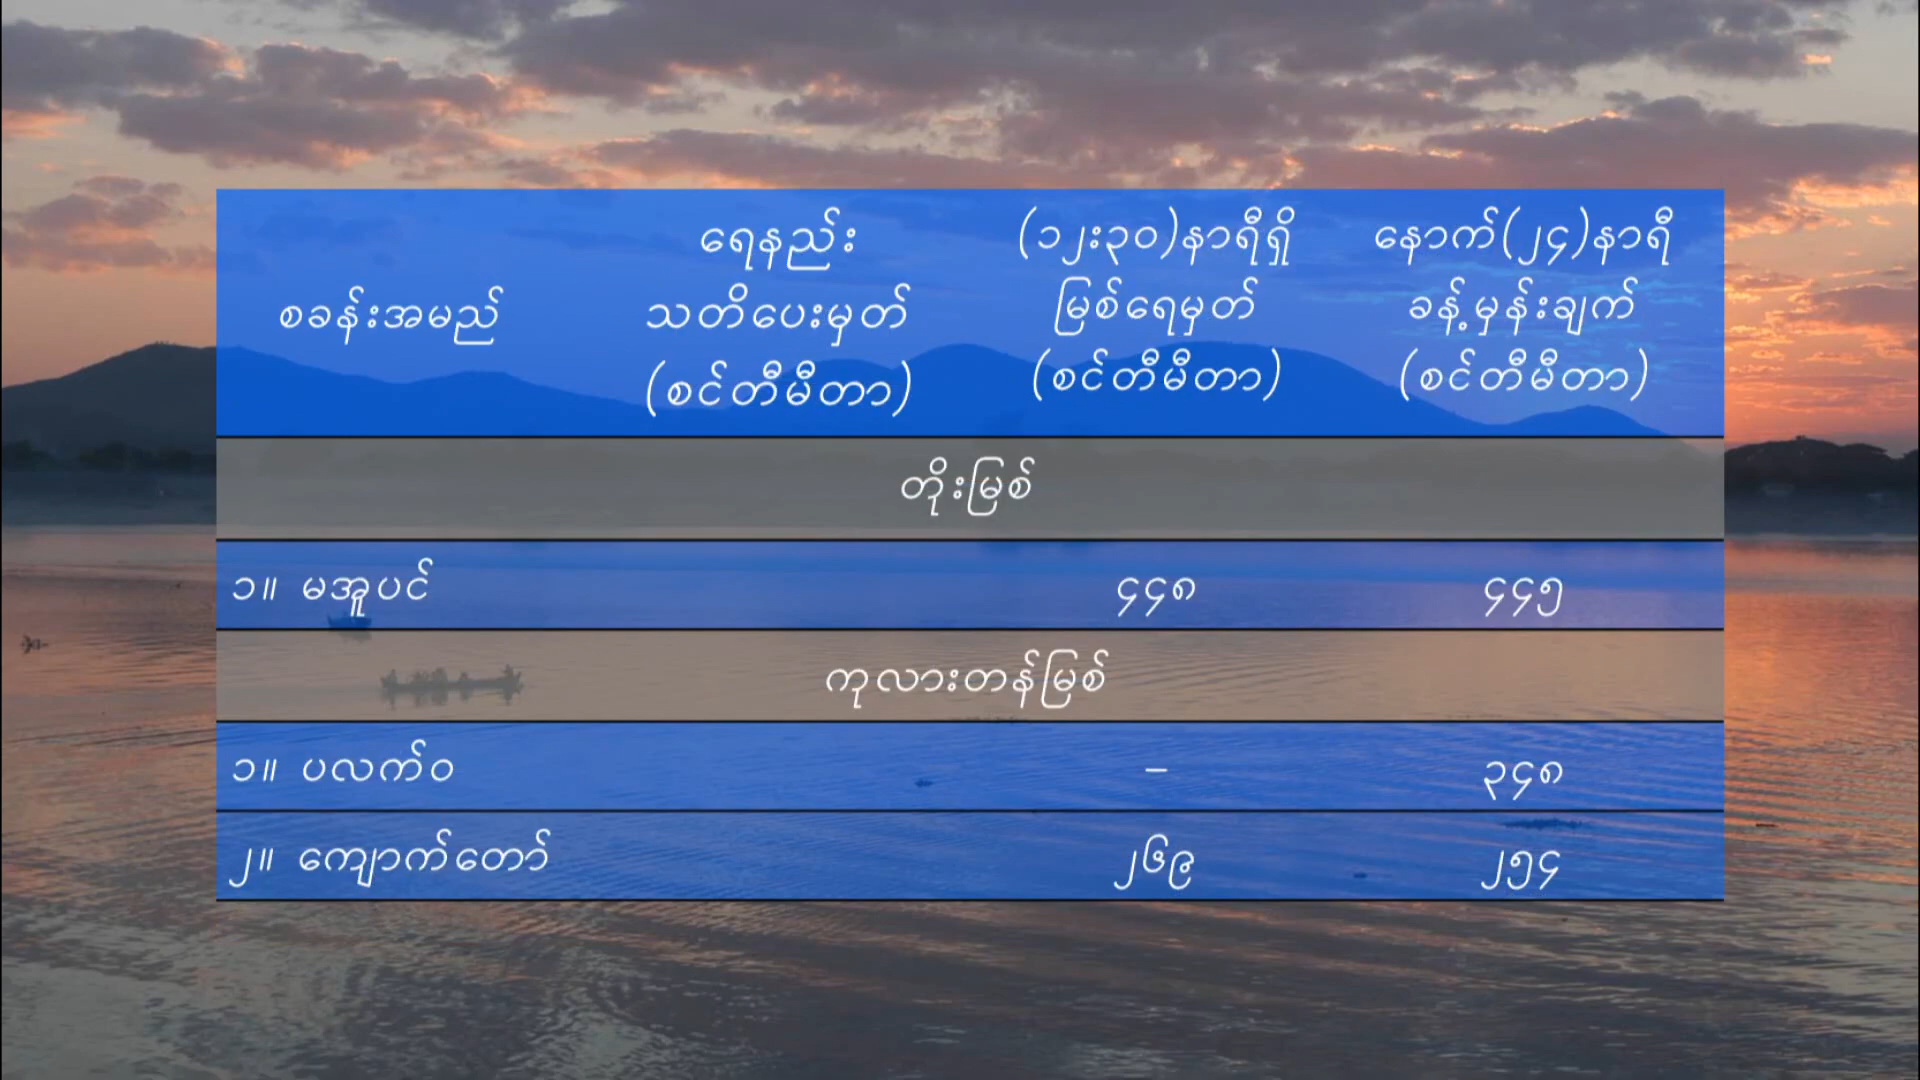 စခန်းအမည်
ရေနည်း
သတိပေးမှတ်
(စင်တီမီတာ)
(၁၂း၃၀)နာရီရှိ
မြစ်ရေမှတ်
(စင်တီမီတာ)
နောက်(၂၄)နာရီ
ခန့်မှန်းချက်
(စင်တီမီတာ)
တိုးမြစ်
၁။ မအူပင် ၄၄၈ ၄၄၅
ကုလားတန်မြစ်
၁။ ပလက်ဝ – ၃၄၈
၂။ ကျောက်တော် ၂၆၉ ၂၅၄